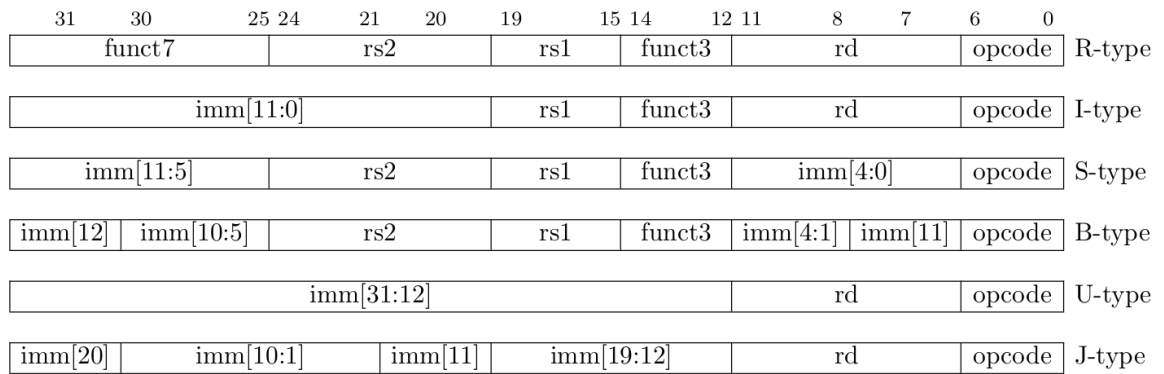 31 30 25 24 21 20 19 15 14 12 11 8 7 6 0
funct7 rs2 rs1 funct3 rd opcode R-type
imm[11:0] rs1 funct3 rd opcode I-type
imm[11:5] rs2 rs1 funct3 imm[4:0] opcode S-type
imm[12] imm[10:5] rs2 rs1 funct3 imm[4:1] imm[11] opcode B-type
imm[31:12] rd opcode U-type
imm[20] imm[10:1] imm[11] imm[19:12] rd opcode J-type